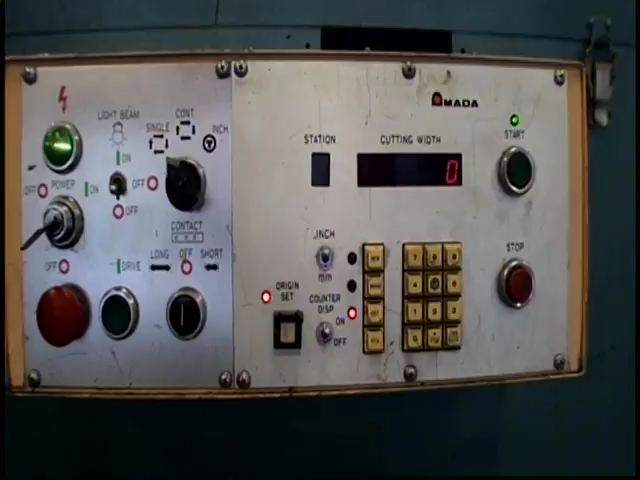 LIGHT BEAM
ON
OFF
OFF
POWER
ON
SINGLE
CONT
INCH
OFF
CONTACT
LONG
OFF
SHORT
OFF
DRIVE
AMADA
STATION
CUTTING WIDTH
0
START
STOP
INCH
mm
ORIGIN
SET
COUNTER
DISP
ON
OFF